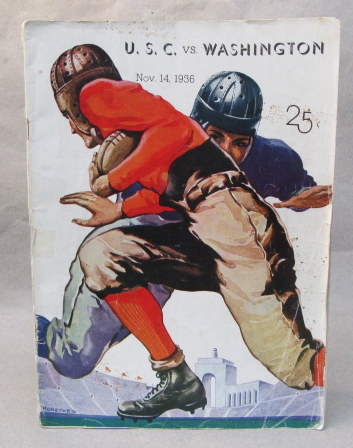 U. S. C. vs. WASHINGTON
Nov. 14, 1936
25¢